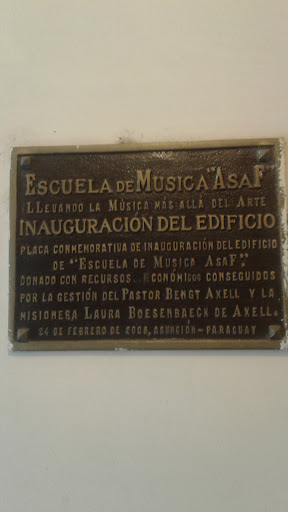 ESCUELA DE MUSICA "ASAF"
¡LLEVANDO LA MÚSICA MÁS ALLÁ DEL ARTE
INAUGURACIÓN DEL EDIFICIO
PLACA CONMEMORATIVA DE INAUGURACIÓN DEL EDIFICIO
DE "ESCUELA DE MUSICA ASAF".
DONADO CON RECURSOS ECONÓMICOS CONSEGUIDOS
POR LA GESTIÓN DEL PASTOR BENGT AXELL Y LA
MISIONERA LAURA BOESENBAECK DE AXELL.
24 DE FEBRERO DE 2008, ASUNCIÓN - PARAGUAY